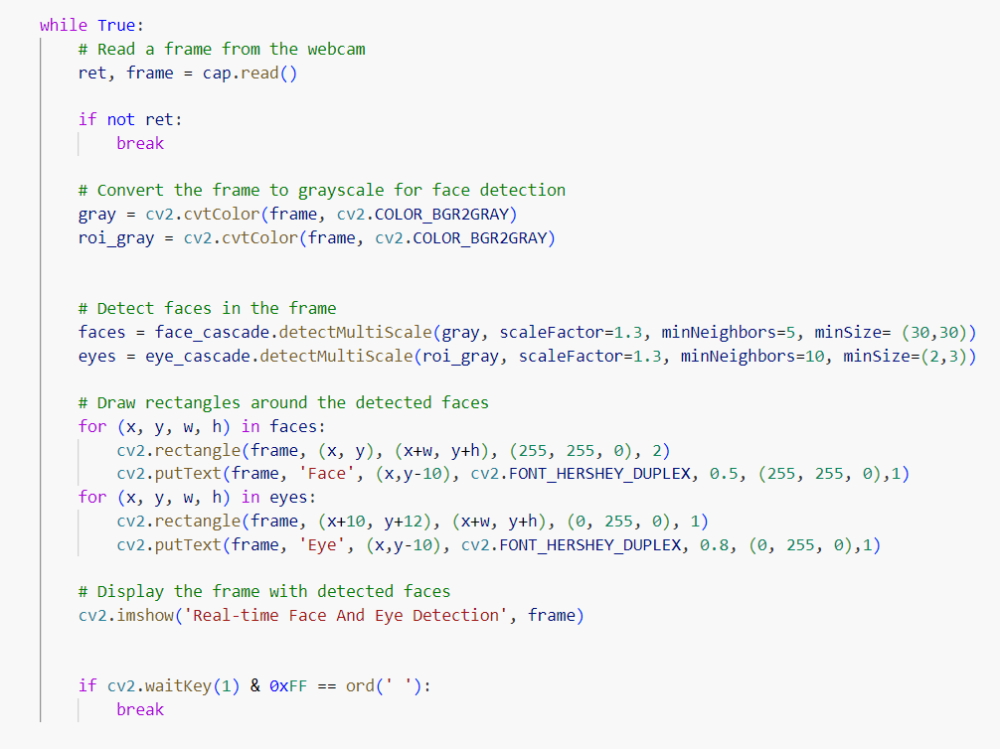 while True:
    # Read a frame from the webcam
    ret, frame = cap.read()
    if not ret:
        break
    # Convert the frame to grayscale for face detection
    gray = cv2.cvtColor(frame, cv2.COLOR_BGR2GRAY)
    roi_gray = cv2.cvtColor(frame, cv2.COLOR_BGR2GRAY)
    # Detect faces in the frame
    faces = face_cascade.detectMultiScale(gray, scaleFactor=1.3, minNeighbors=5, minSize= (30,30))
    eyes = eye_cascade.detectMultiScale(roi_gray, scaleFactor=1.3, minNeighbors=10, minSize=(2,3))
    # Draw rectangles around the detected faces
    for (x, y, w, h) in faces:
        cv2.rectangle(frame, (x, y), (x+w, y+h), (255, 255, 0), 2)
        cv2.putText(frame, 'Face', (x,y-10), cv2.FONT_HERSHEY_DUPLEX, 0.5, (255, 255, 0),1)
    for (x, y, w, h) in eyes:
        cv2.rectangle(frame, (x+10, y+12), (x+w, y+h), (0, 255, 0), 1)
        cv2.putText(frame, 'Eye', (x,y-10), cv2.FONT_HERSHEY_DUPLEX, 0.8, (0, 255, 0),1)
    # Display the frame with detected faces
    cv2.imshow('Real-time Face And Eye Detection', frame)
    if cv2.waitKey(1) & 0xFF == ord(' '):
        break